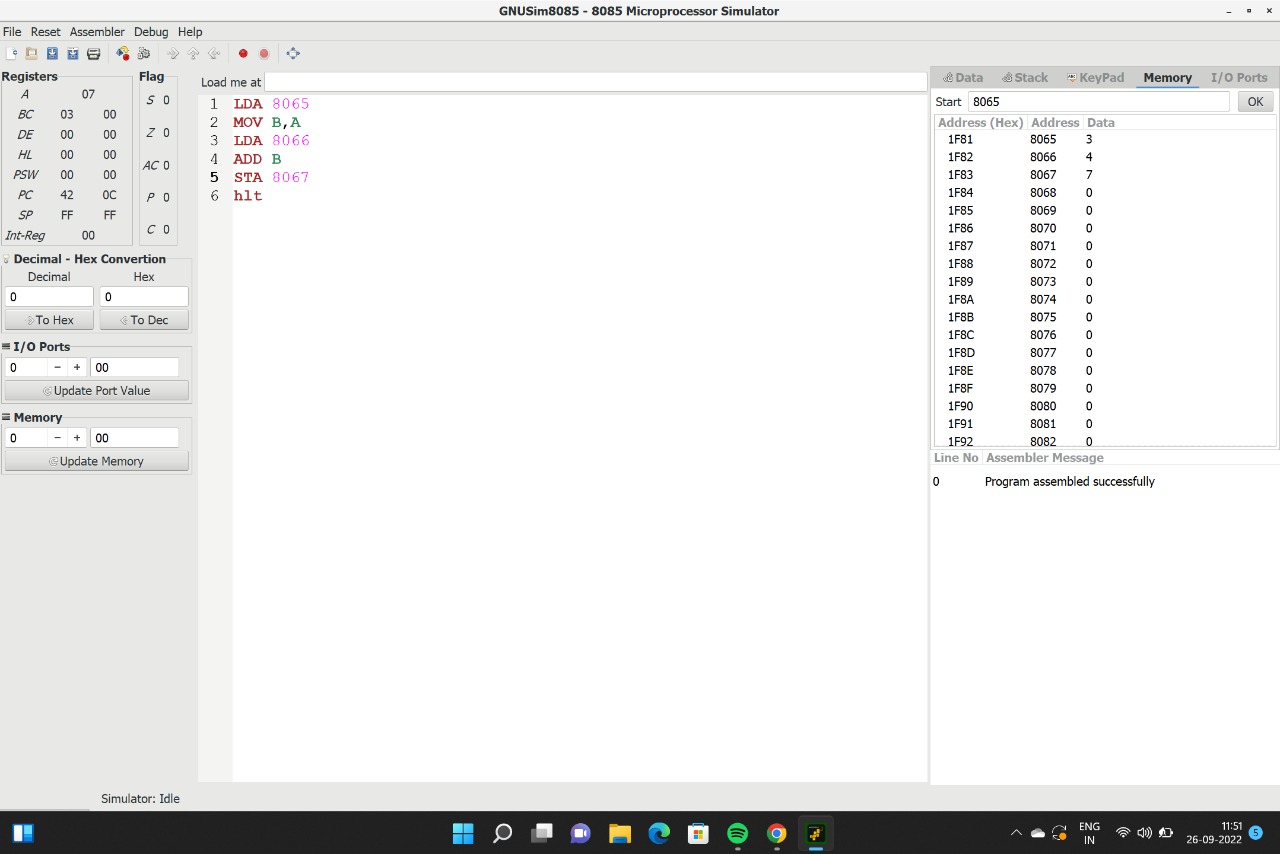 GNUSim8085 - 8085 Microprocessor Simulator
File Reset Assembler Debug Help
Registers
A 07
BC 03 00
DE 00 00
HL 00 00
PSW 00 00
PC 42 0C
SP FF FF
Int-Reg 00
Flag
S 0
Z 0
AC 0
P 0
C 0
Decimal - Hex Convertion
Decimal Hex
0 0
To Hex To Dec
I/O Ports
0 − + 00
Update Port Value
Memory
0 − + 00
Update Memory
Load me at
1 LDA 8065
2 MOV B,A
3 LDA 8066
4 ADD B
5 STA 8067
6 hlt
Data Stack KeyPad Memory I/O Ports
Start 8065 OK
Address (Hex) Address Data
1F81 8065 3
1F82 8066 4
1F83 8067 7
1F84 8068 0
1F85 8069 0
1F86 8070 0
1F87 8071 0
1F88 8072 0
1F89 8073 0
1F8A 8074 0
1F8B 8075 0
1F8C 8076 0
1F8D 8077 0
1F8E 8078 0
1F8F 8079 0
1F90 8080 0
1F91 8081 0
1F92 8082 0
Line No Assembler Message
0 Program assembled successfully
Simulator: Idle
ENG
IN
11:51
26-09-2022
5